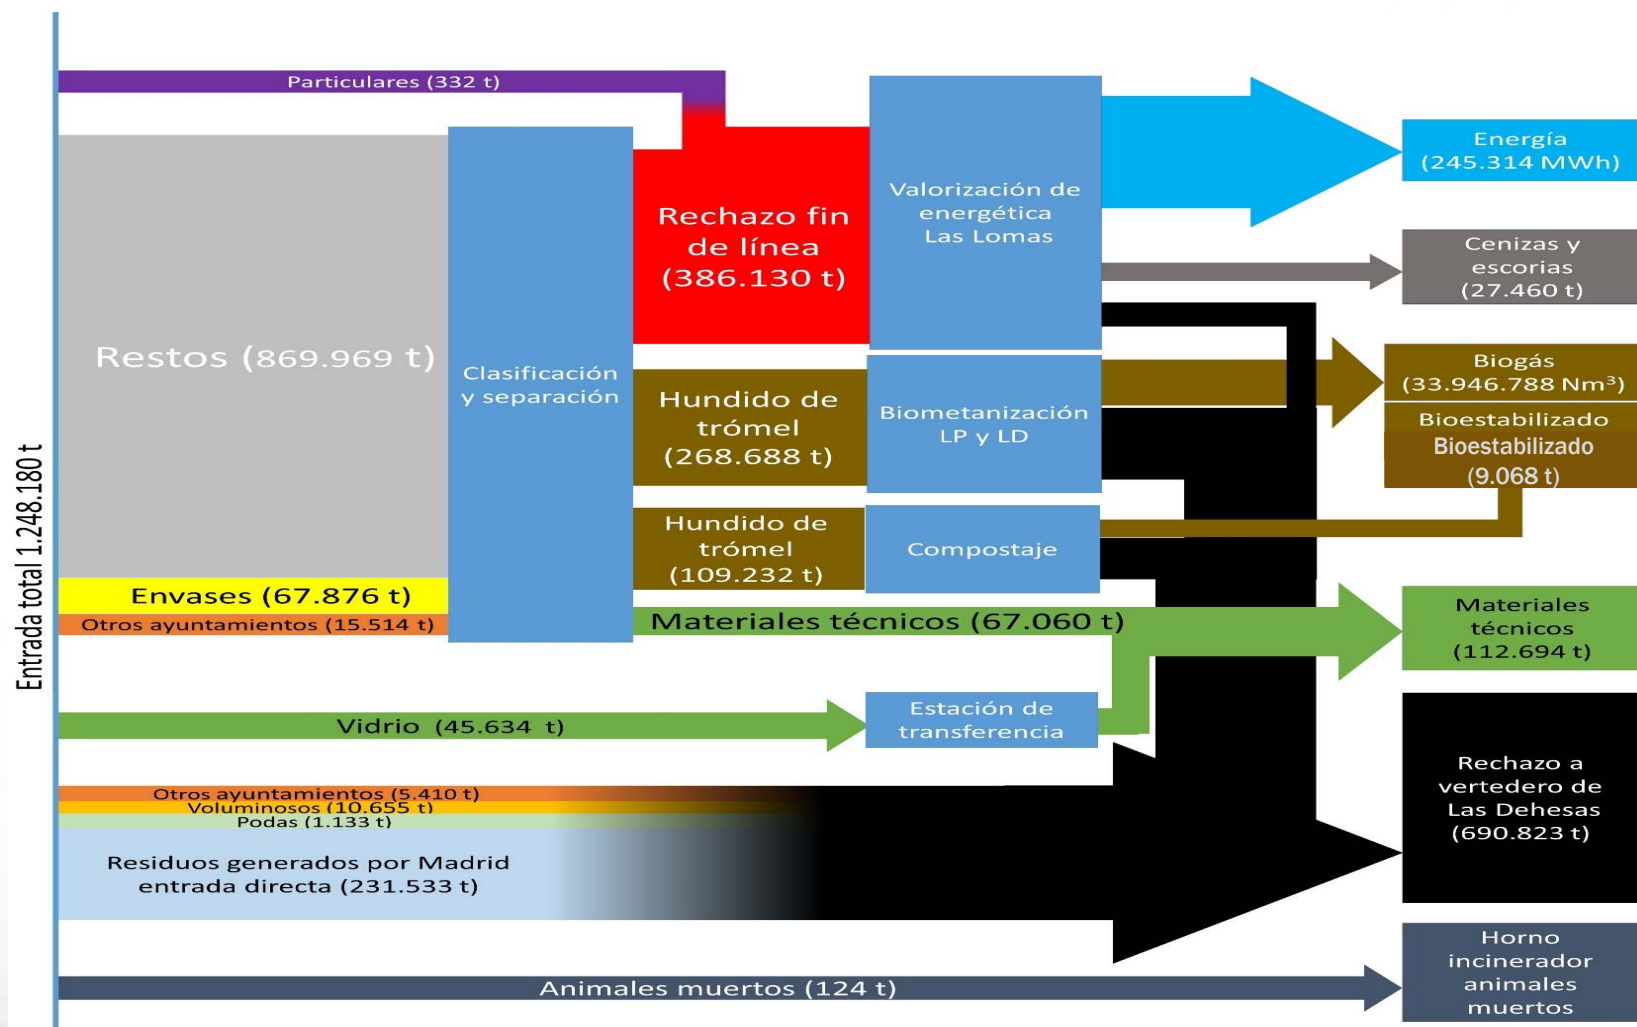 Entrada total 1.248.180 t
Particulares (332 t)
Restos (869.969 t)
Envases (67.876 t)
Otros ayuntamientos (15.514 t)
Clasificación
y separación
Rechazo fin
de línea
(386.130 t)
Hundido de
trómel
(268.688 t)
Hundido de
trómel
(109.232 t)
Materiales técnicos (67.060 t)
Valorización de
energética
Las Lomas
Biometanización
LP y LD
Compostaje
Vidrio (45.634 t)
Estación de
transferencia
Otros ayuntamientos (5.410 t)
Voluminosos (10.655 t)
Podas (1.133 t)
Residuos generados por Madrid
entrada directa (231.533 t)
Animales muertos (124 t)
Energía
(245.314 MWh)
Cenizas y
escorias
(27.460 t)
Biogás
(33.946.788 Nm³)
Bioestabilizado
Bioestabilizado
(9.068 t)
Materiales
técnicos
(112.694 t)
Rechazo a
vertedero de
Las Dehesas
(690.823 t)
Horno
incinerador
animales
muertos